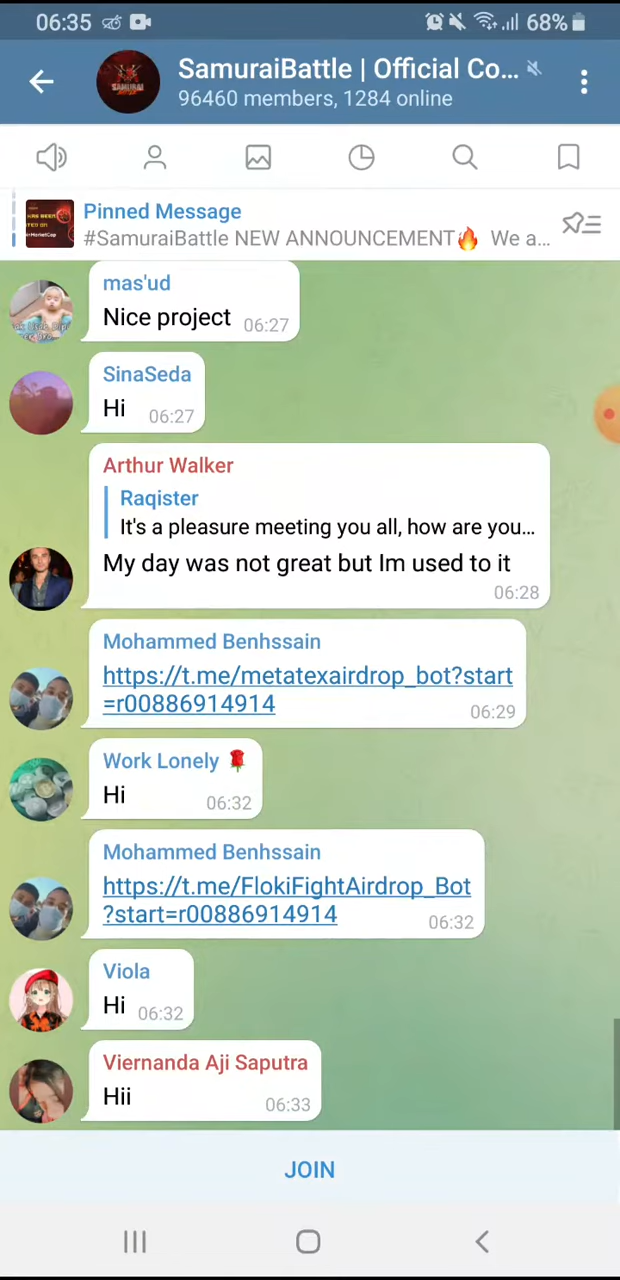 06:35
68%
SamuraiBattle | Official Co...
96460 members, 1284 online
SAMURAI
Pinned Message
#SamuraiBattle NEW ANNOUNCEMENT🔥 We a...
mas'ud
Nice project 06:27
SinaSeda
Hi 06:27
Arthur Walker
Raqister
It's a pleasure meeting you all, how are you...
My day was not great but Im used to it
06:28
Mohammed Benhssain
https://t.me/metatexairdrop_bot?start
=r00886914914 06:29
Work Lonely 🌹
Hi 06:32
Mohammed Benhssain
https://t.me/FlokiFightAirdrop_Bot
?start=r00886914914 06:32
Viola
Hi 06:32
Viernanda Aji Saputra
Hii 06:33
JOIN